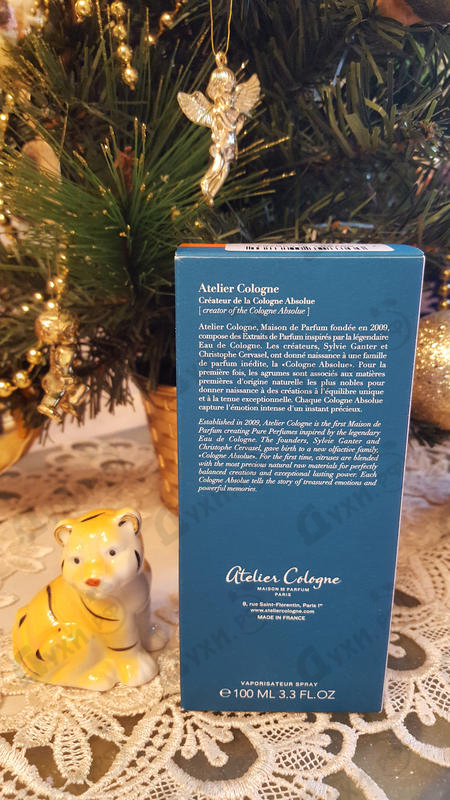 Atelier Cologne
Créateur de la Cologne Absolue
[ creator of the Cologne Absolue ]
Atelier Cologne, Maison de Parfum fondée en 2009,
compose des Extraits de Parfum inspirés par la légendaire
Eau de Cologne. Les créateurs, Sylvie Ganter et
Christophe Cervasel, ont donné naissance à une famille
de parfum inédite, la «Cologne Absolue». Pour la
première fois, les agrumes sont associés aux matières
premières d'origine naturelle les plus nobles pour
donner naissance à des créations à l'équilibre unique
et à la tenue exceptionnelle. Chaque Cologne Absolue
capture l'émotion intense d'un instant précieux.
Established in 2009, Atelier Cologne is the first Maison de
Parfum creating Pure Perfumes inspired by the legendary
Eau de Cologne. The founders, Sylvie Ganter and
Christophe Cervasel, gave birth to a new olfactive family,
«Cologne Absolue». For the first time, citruses are blended
with the most precious natural raw materials for perfectly
balanced creations and exceptional lasting power. Each
Cologne Absolue tells the story of treasured emotions and
powerful memories.
Atelier Cologne
MAISON DE PARFUM
PARIS
8, rue Saint-Florentin, Paris Iᵉʳ
www.ateliercologne.com
MADE IN FRANCE
VAPORISATEUR SPRAY
℮ 100 ML 3.3 FL.OZ